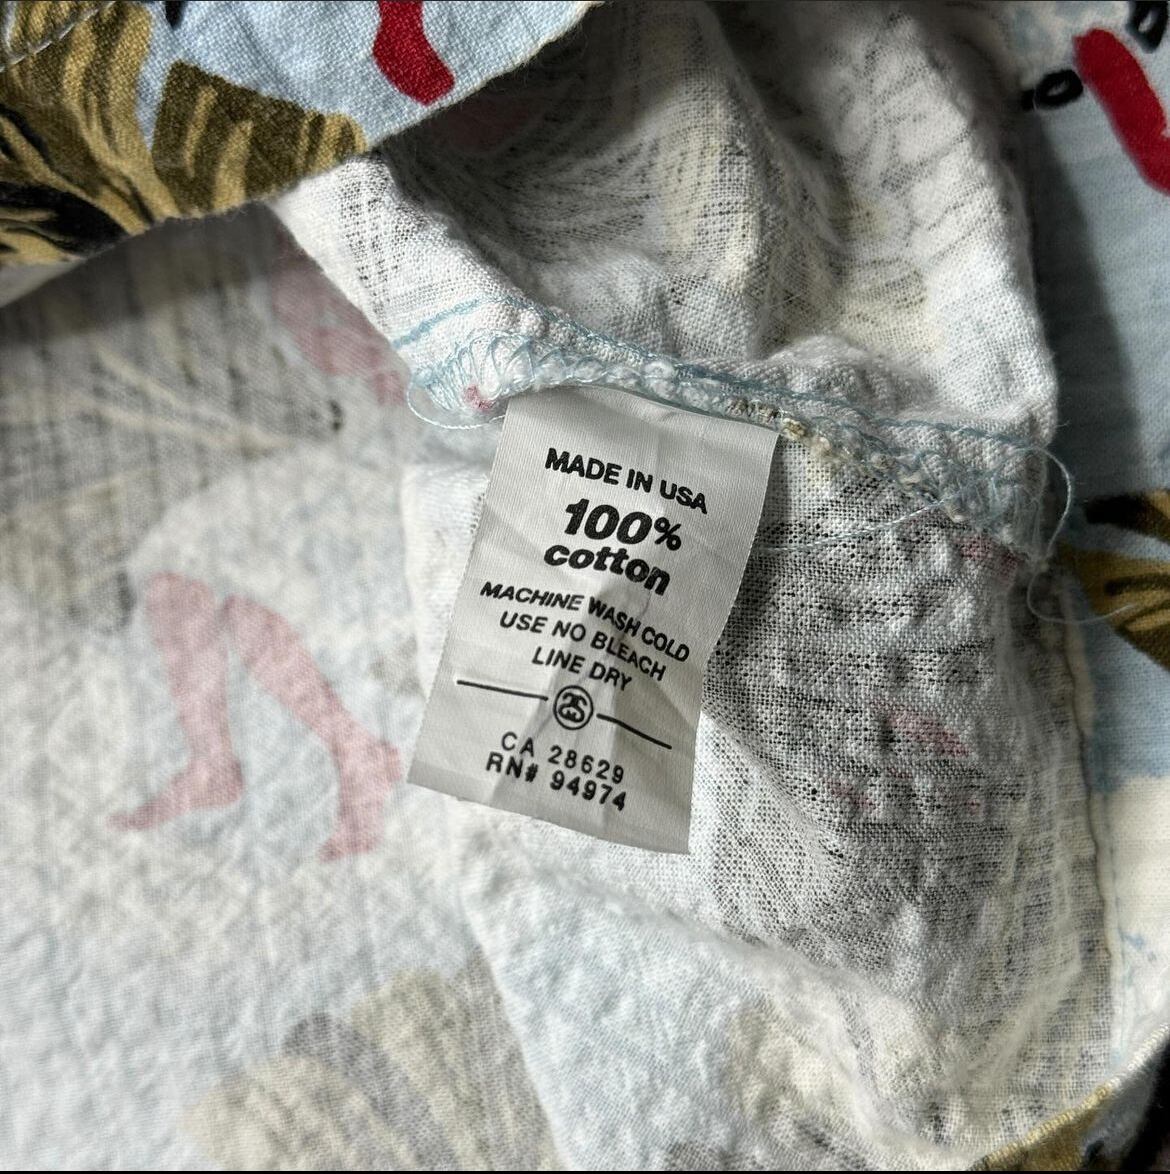 MADE IN USA
100%
cotton
MACHINE WASH COLD
USE NO BLEACH
LINE DRY
CA 28629
RN# 94974